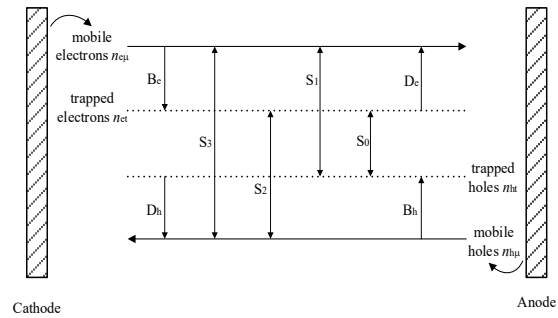 mobile
electrons nₑμ
Bₑ
S₁
Dₑ
trapped
electrons nₑₜ
S₃
S₀
S₂
trapped
holes nₕₜ
Dₕ
Bₕ
mobile
holes nₕμ
Cathode
Anode